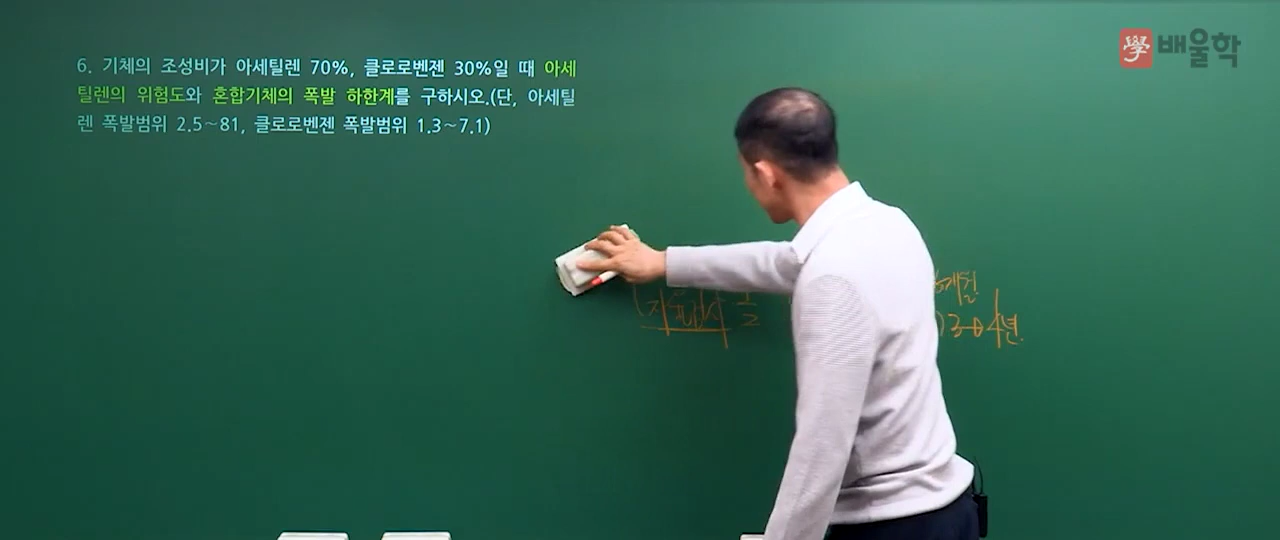 學 배울학
6. 기체의 조성비가 아세틸렌 70%, 클로로벤젠 30%일 때 아세
틸렌의 위험도와 혼합기체의 폭발 하한계를 구하시오.(단, 아세틸
렌 폭발범위 2.5~81, 클로로벤젠 폭발범위 1.3~7.1)